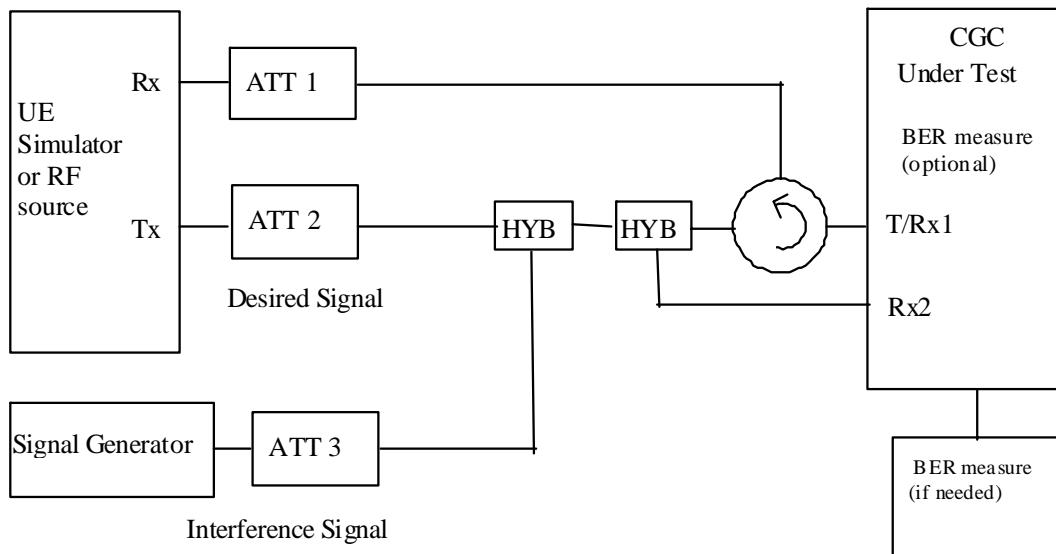 UE
Simulator
or RF
source
Rx
Tx
ATT 1
ATT 2
Desired Signal
HYB
HYB
CGC
Under Test
BER measure
(optional)
T/Rx1
Rx2
Signal Generator
ATT 3
Interference Signal
BER measure
(if needed)